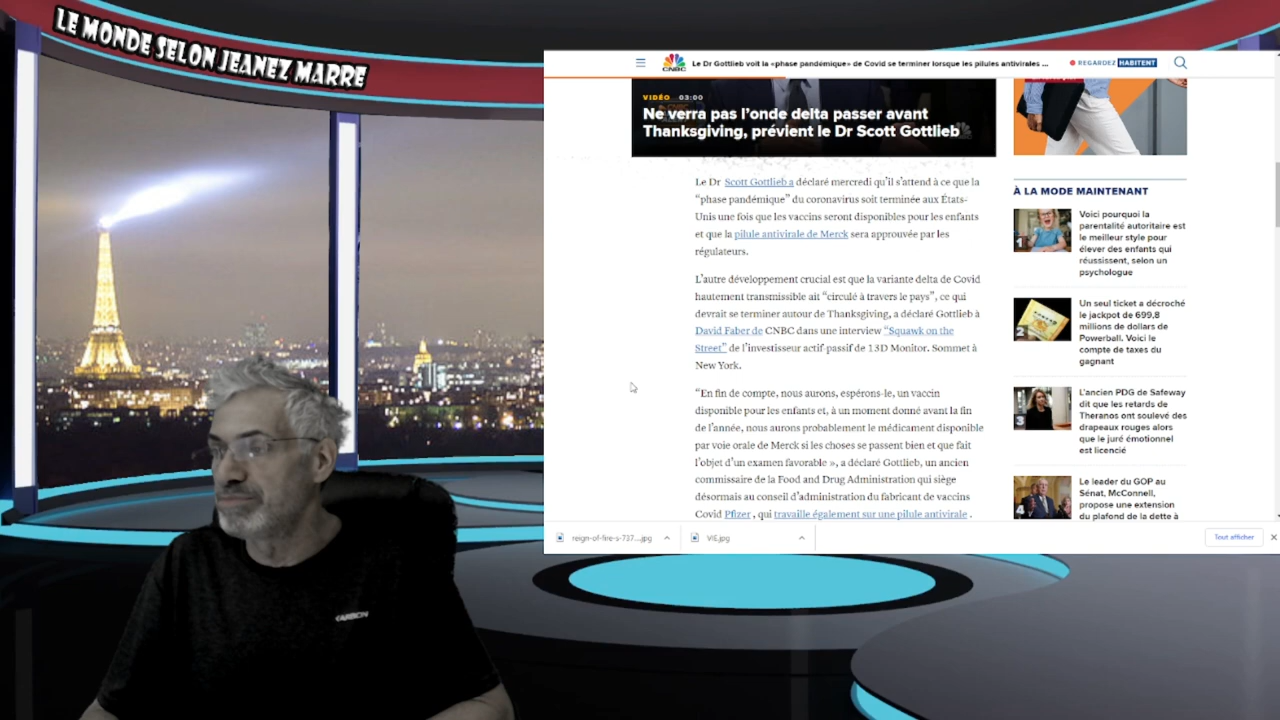 LE MONDE SELON JEANEZ MARRE
CNBC
Le Dr Gottlieb voit la «phase pandémique» de Covid se terminer lorsque les pilules antivirales ...
REGARDEZ HABITENT
VIDÉO 03:00
Ne verra pas l'onde delta passer avant
Thanksgiving, prévient le Dr Scott Gottlieb
Le Dr Scott Gottlieb a déclaré mercredi qu'il s'attend à ce que la
"phase pandémique" du coronavirus soit terminée aux États-
Unis une fois que les vaccins seront disponibles pour les enfants
et que la pilule antivirale de Merck sera approuvée par les
régulateurs.
L'autre développement crucial est que la variante delta de Covid
hautement transmissible ait "circulé à travers le pays", ce qui
devrait se terminer autour de Thanksgiving, a déclaré Gottlieb à
David Faber de CNBC dans une interview "Squawk on the
Street" de l'investisseur actif-passif de 13D Monitor. Sommet à
New York.
"En fin de compte, nous aurons, espérons-le, un vaccin
disponible pour les enfants et, à un moment donné avant la fin
de l'année, nous aurons probablement le médicament disponible
par voie orale de Merck si les choses se passent bien et que fait
l'objet d'un examen favorable », a déclaré Gottlieb, un ancien
commissaire de la Food and Drug Administration qui siège
désormais au conseil d'administration du fabricant de vaccins
Covid Pfizer , qui travaille également sur une pilule antivirale .
À LA MODE MAINTENANT
1
Voici pourquoi la
parentalité autoritaire est
le meilleur style pour
élever des enfants qui
réussissent, selon un
psychologue
2
Un seul ticket a décroché
le jackpot de 699,8
millions de dollars de
Powerball. Voici le
compte de taxes du
gagnant
3
L'ancien PDG de Safeway
dit que les retards de
Theranos ont soulevé des
drapeaux rouges alors
que le juré émotionnel
est licencié
4
Le leader du GOP au
Sénat, McConnell,
propose une extension
du plafond de la dette à
reign-of-fire-s-737....jpg
VIE.jpg
Tout afficher